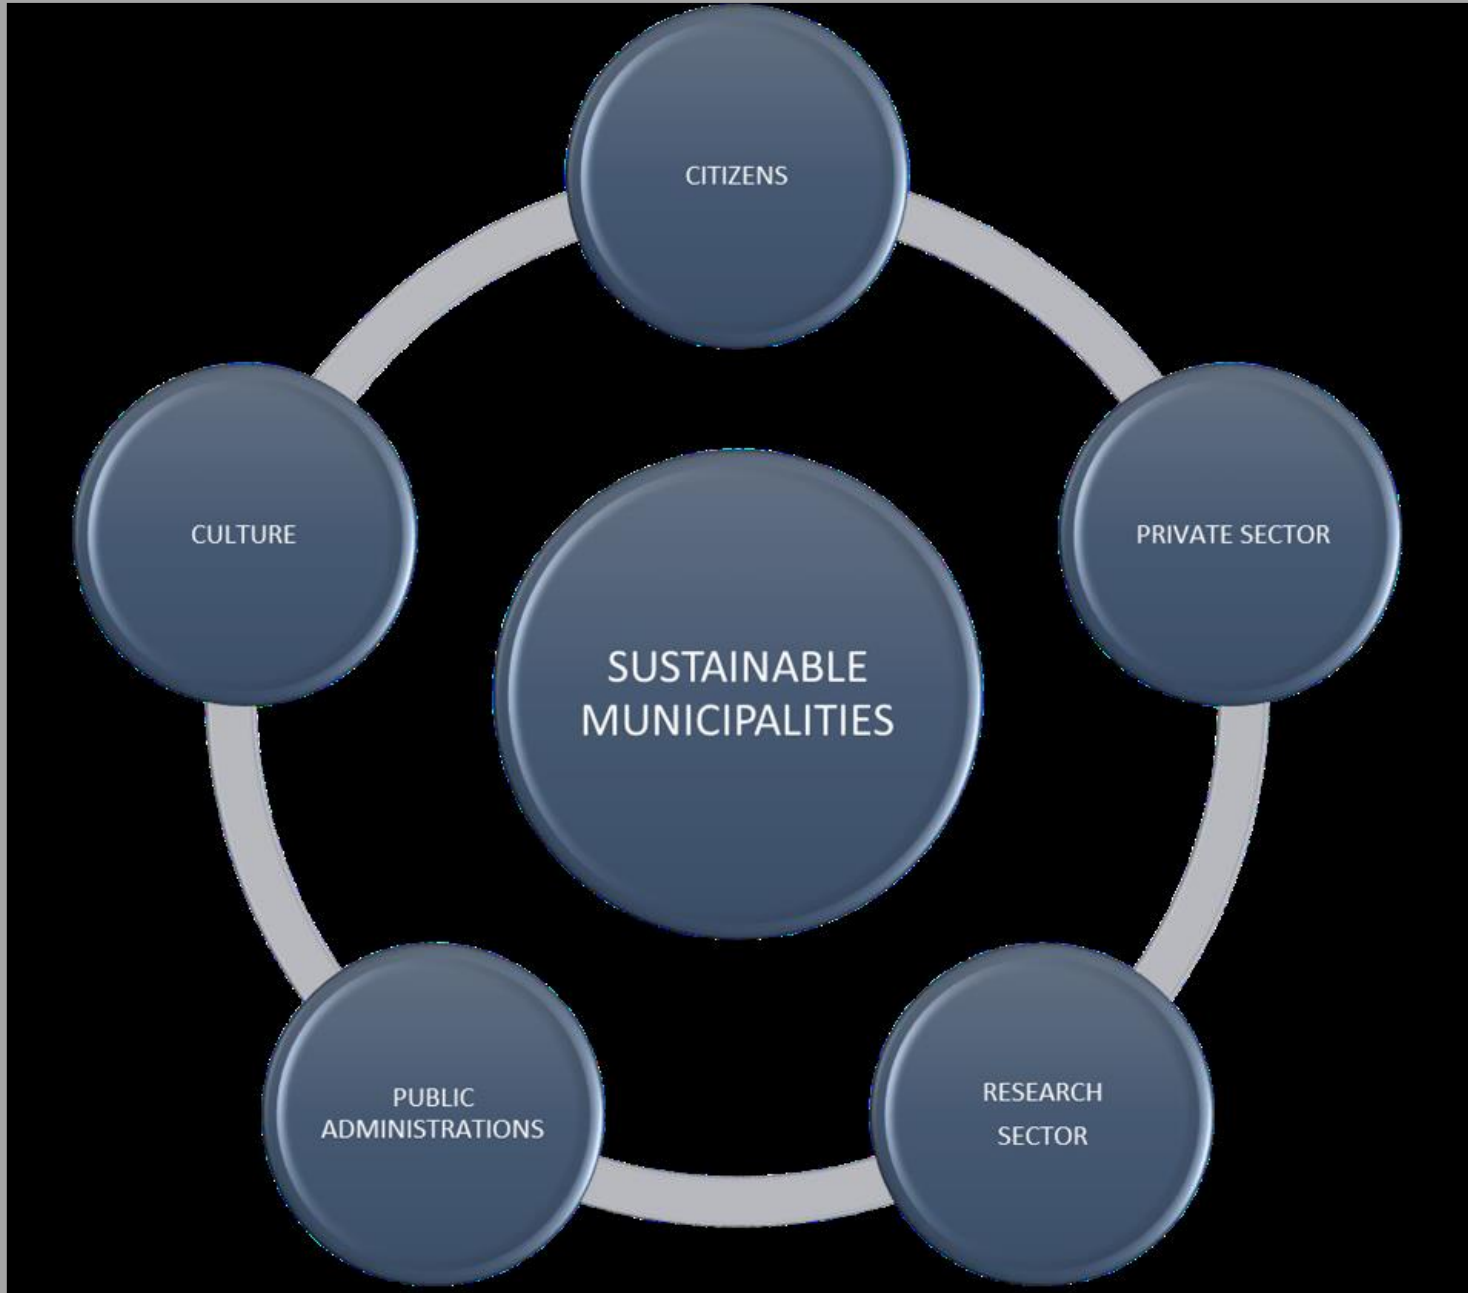 CITIZENS
CULTURE
PRIVATE SECTOR
SUSTAINABLE
MUNICIPALITIES
PUBLIC
ADMINISTRATIONS
RESEARCH
SECTOR